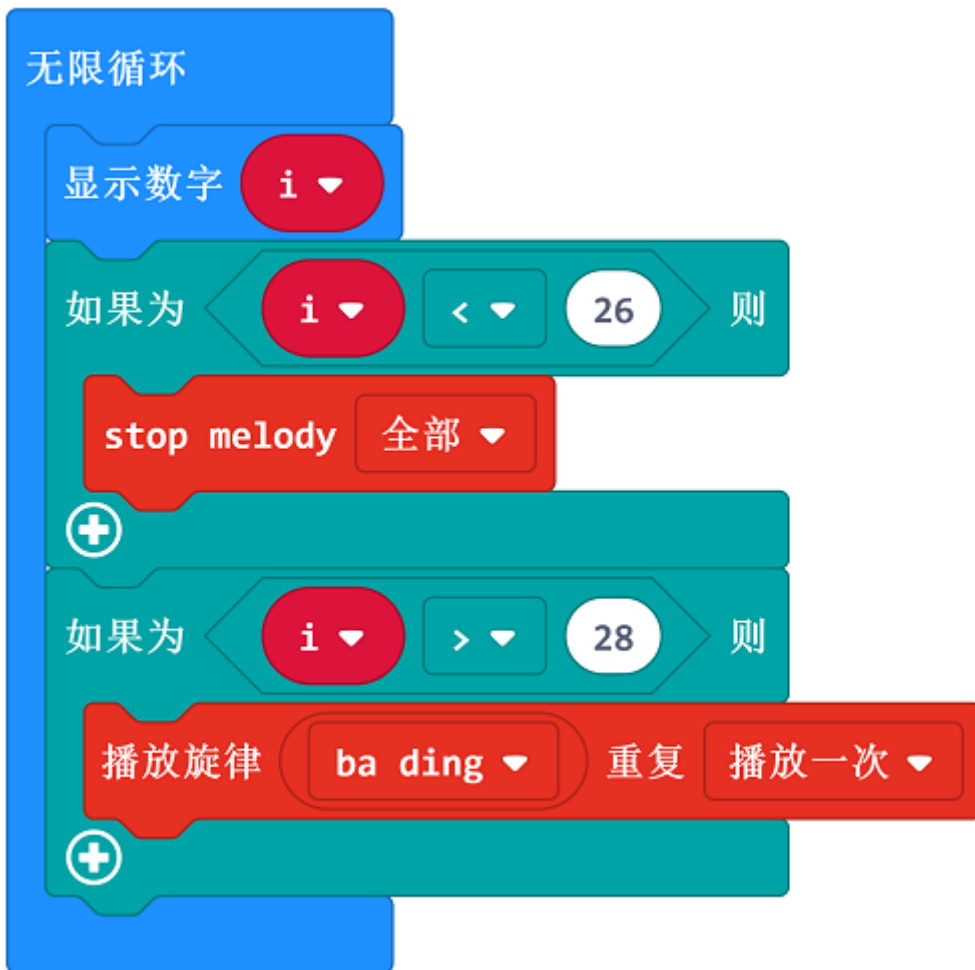 无限循环
显示数字 i
如果为 i < 26 则
stop melody 全部
如果为 i > 28 则
播放旋律 ba ding 重复 播放一次